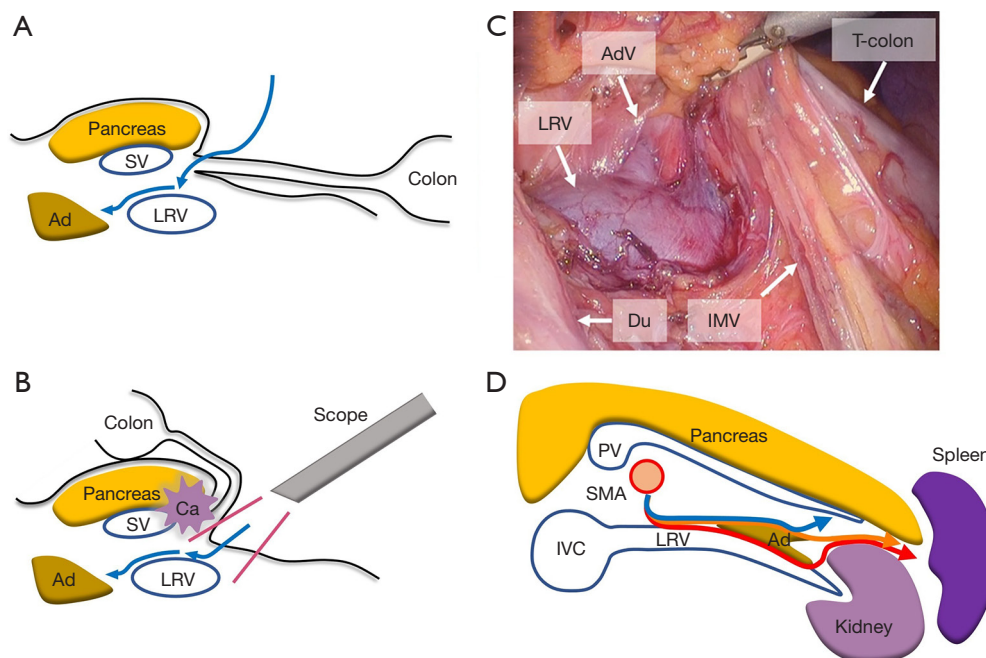 A
Pancreas
SV
Ad
LRV
Colon
B
Colon
Scope
Pancreas
Ca
SV
Ad
LRV
C
AdV
T-colon
LRV
Du
IMV
D
Pancreas
PV
Spleen
SMA
IVC
LRV
Ad
Kidney